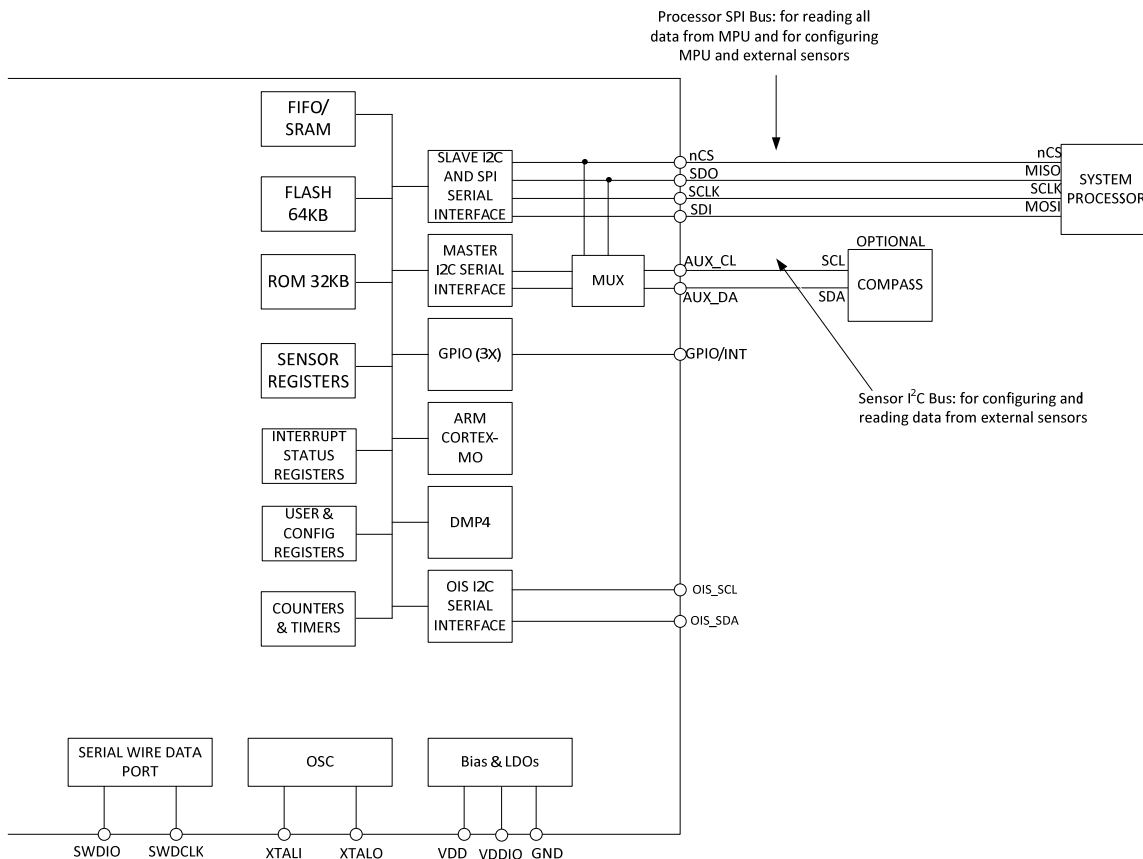 Processor SPI Bus: for reading all
data from MPU and for configuring
MPU and external sensors
FIFO/
SRAM
FLASH
64KB
ROM 32KB
SENSOR
REGISTERS
INTERRUPT
STATUS
REGISTERS
USER &
CONFIG
REGISTERS
COUNTERS
& TIMERS
SLAVE I2C
AND SPI
SERIAL
INTERFACE
MASTER
I2C SERIAL
INTERFACE
GPIO (3X)
ARM
CORTEX-
MO
DMP4
OIS I2C
SERIAL
INTERFACE
MUX
nCS
SDO
SCLK
SDI
AUX_CL
AUX_DA
GPIO/INT
OIS_SCL
OIS_SDA
nCS
MISO
SCLK
MOSI
SYSTEM
PROCESSOR
OPTIONAL
SCL
SDA
COMPASS
Sensor I²C Bus: for configuring and
reading data from external sensors
SERIAL WIRE DATA
PORT
OSC
Bias & LDOs
SWDIO
SWDCLK
XTALI
XTALO
VDD
VDDIO
GND